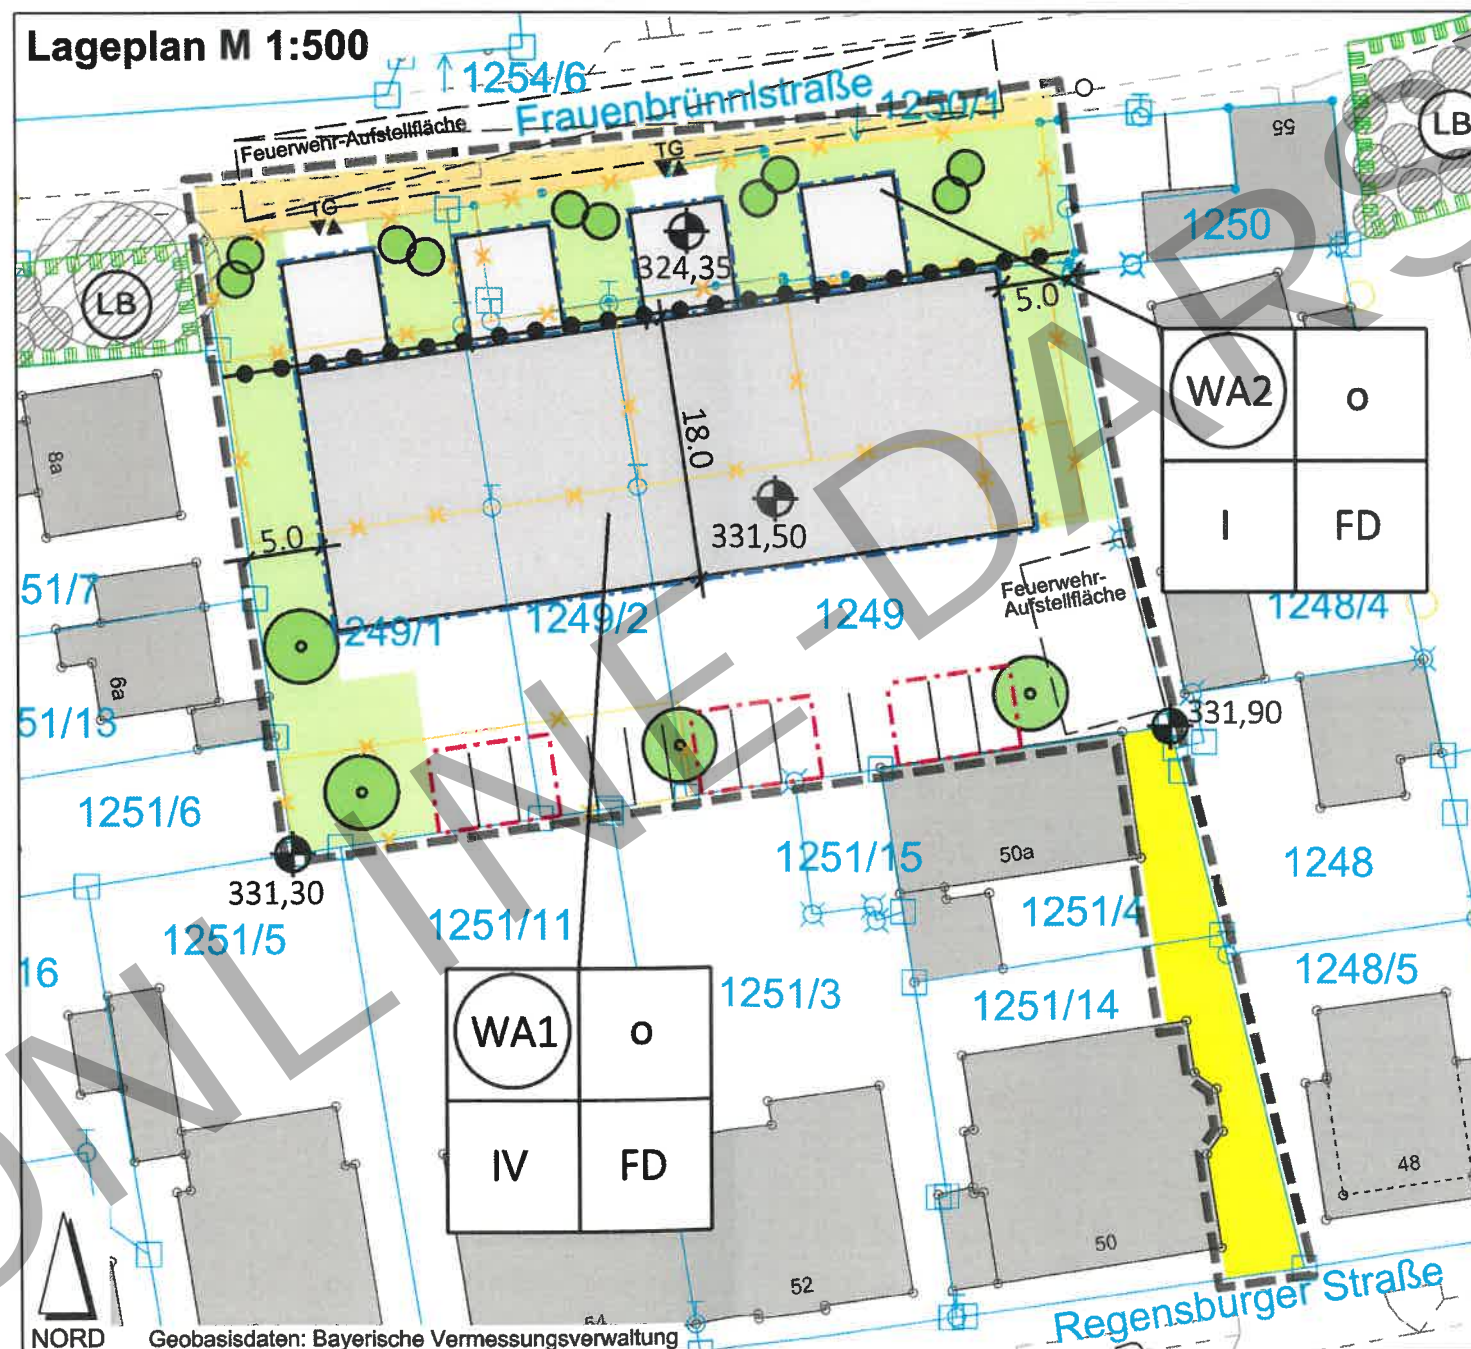 Lageplan M 1:500
1254/6
Frauenbrünnlstraße
1250/1
Feuerwehr-Aufstellfläche
TG
TG
55
LB
1250
324,35
LB
5.0
WA2
o
I
FD
18.0
8a
331,50
5.0
Feuerwehr-
Aufstellfläche
51/7
1249/1
1249/2
1249
1248/4
6a
51/13
331,90
1251/6
1251/15
50a
1248
331,30
1251/5
1251/11
1251/4
16
1251/3
1251/14
1248/5
WA1
o
IV
FD
48
50
52
54
Regensburger Straße
NORD
Geobasisdaten: Bayerische Vermessungsverwaltung
ONLINE-DARS